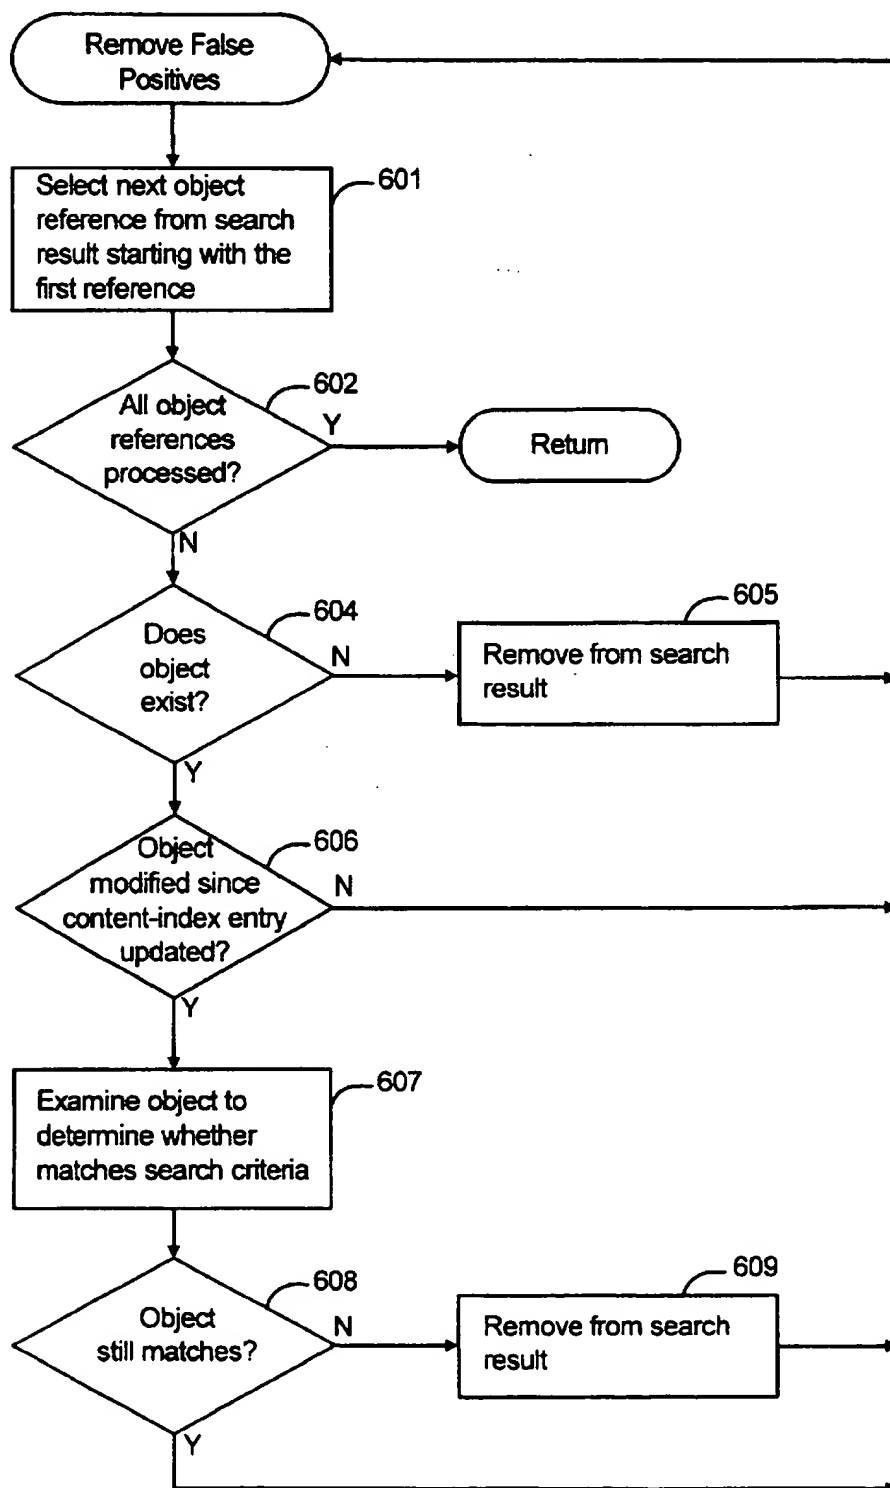 Remove False
Positives
Select next object
reference from search
result starting with the
first reference
601
All object
references
processed?
602
Y
Return
N
Does
object
exist?
604
N
Remove from search
result
605
Y
Object
modified since
content-index entry
updated?
606
N
Y
Examine object to
determine whether
matches search criteria
607
Object
still matches?
608
N
Remove from search
result
609
Y